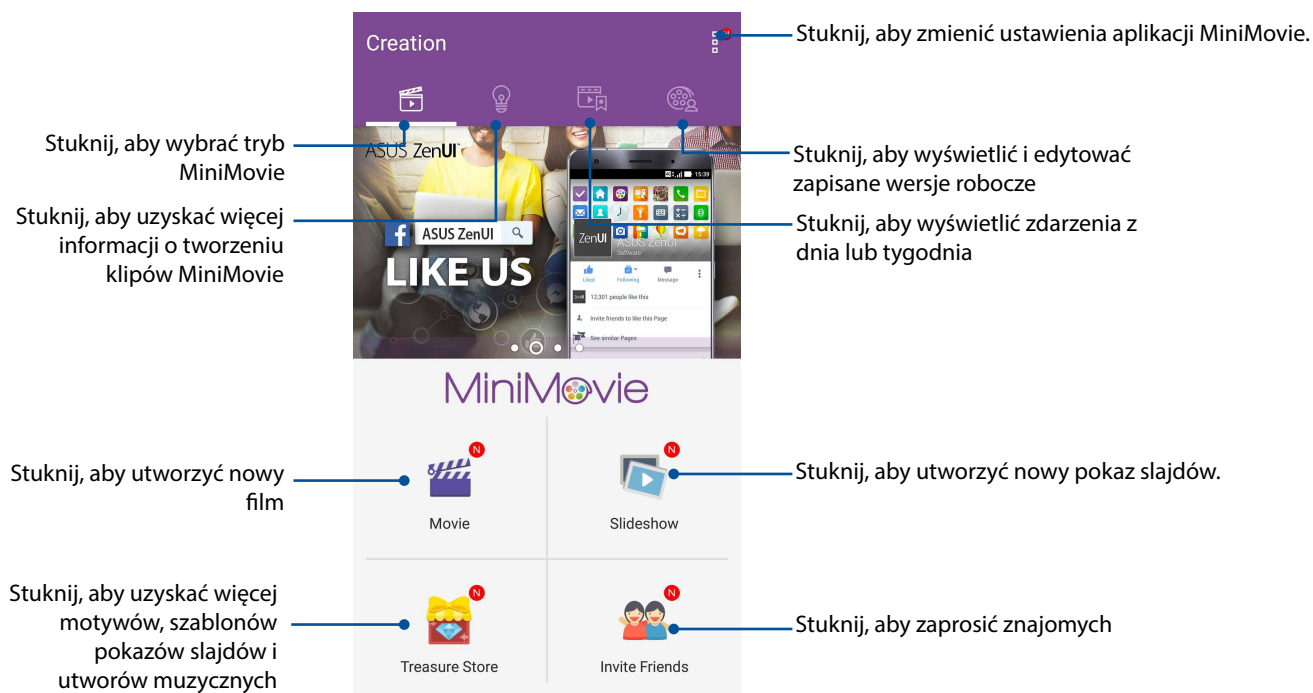 Creation
Stuknij, aby zmienić ustawienia aplikacji MiniMovie.
Stuknij, aby wybrać tryb
MiniMovie
Stuknij, aby uzyskać więcej
informacji o tworzeniu
klipów MiniMovie
Stuknij, aby wyświetlić i edytować
zapisane wersje robocze
Stuknij, aby wyświetlić zdarzenia z
dnia lub tygodnia
ASUS ZenUI
ASUS ZenUI
LIKE US
15:39
ZenUI
ASUS ZenUI
Software
Liked
Following
Message
ZenUI
12,301 people like this
Invite friends to like this Page
See similar Pages
MiniMovie
Stuknij, aby utworzyć nowy
film
N
Movie
N
Slideshow
Stuknij, aby utworzyć nowy pokaz slajdów.
Stuknij, aby uzyskać więcej
motywów, szablonów
pokazów slajdów i
utworów muzycznych
N
Treasure Store
N
Invite Friends
Stuknij, aby zaprosić znajomych